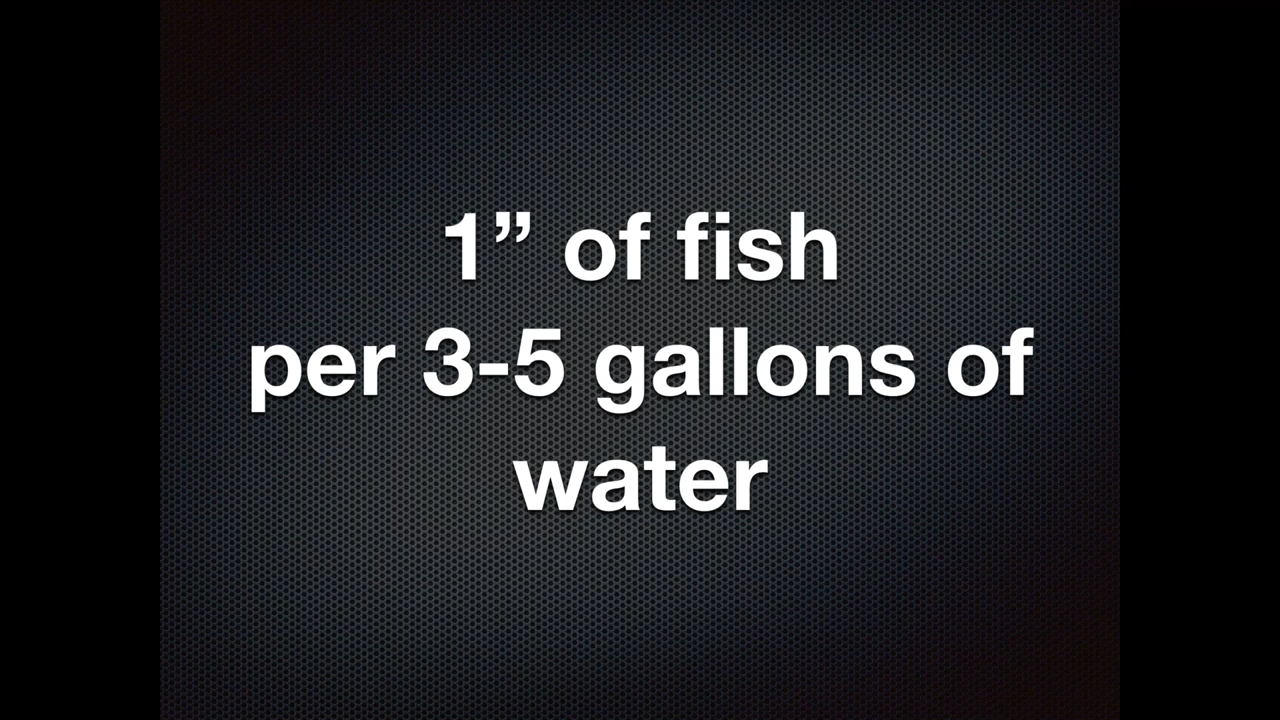 1” of fish
per 3-5 gallons of
water